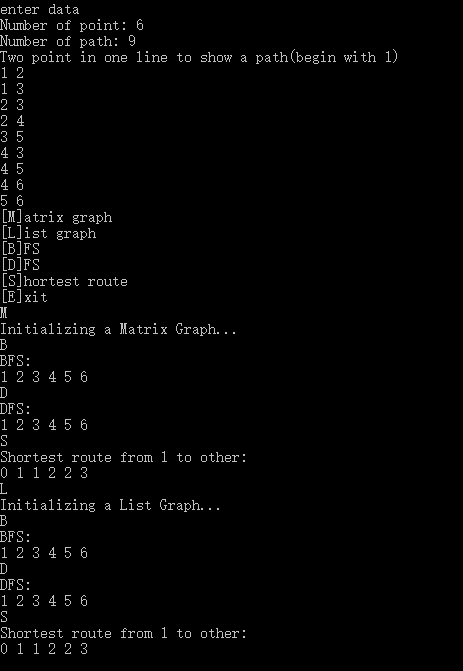 enter data
Number of point: 6
Number of path: 9
Two point in one line to show a path(begin with 1)
1 2
1 3
2 3
2 4
3 5
4 3
4 5
4 6
5 6
[M]atrix graph
[L]ist graph
[B]FS
[D]FS
[S]hortest route
[E]xit
M
Initializing a Matrix Graph...
B
BFS:
1 2 3 4 5 6
D
DFS:
1 2 3 4 5 6
S
Shortest route from 1 to other:
0 1 1 2 2 3
L
Initializing a List Graph...
B
BFS:
1 2 3 4 5 6
D
DFS:
1 2 3 4 5 6
S
Shortest route from 1 to other:
0 1 1 2 2 3